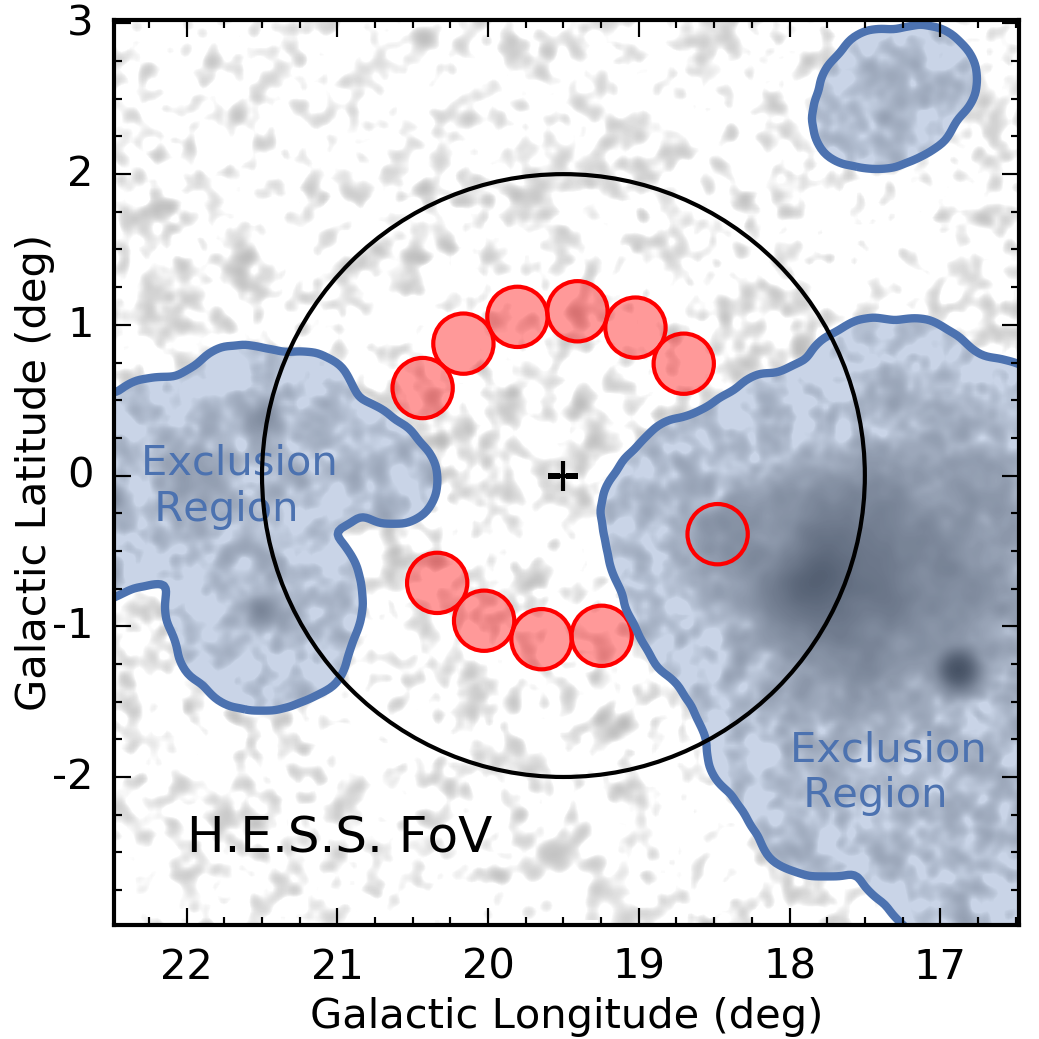 3
2
1
0
-1
-2
Galactic Latitude (deg)
Exclusion
Region
Exclusion
Region
H.E.S.S. FoV
22 21 20 19 18 17
Galactic Longitude (deg)